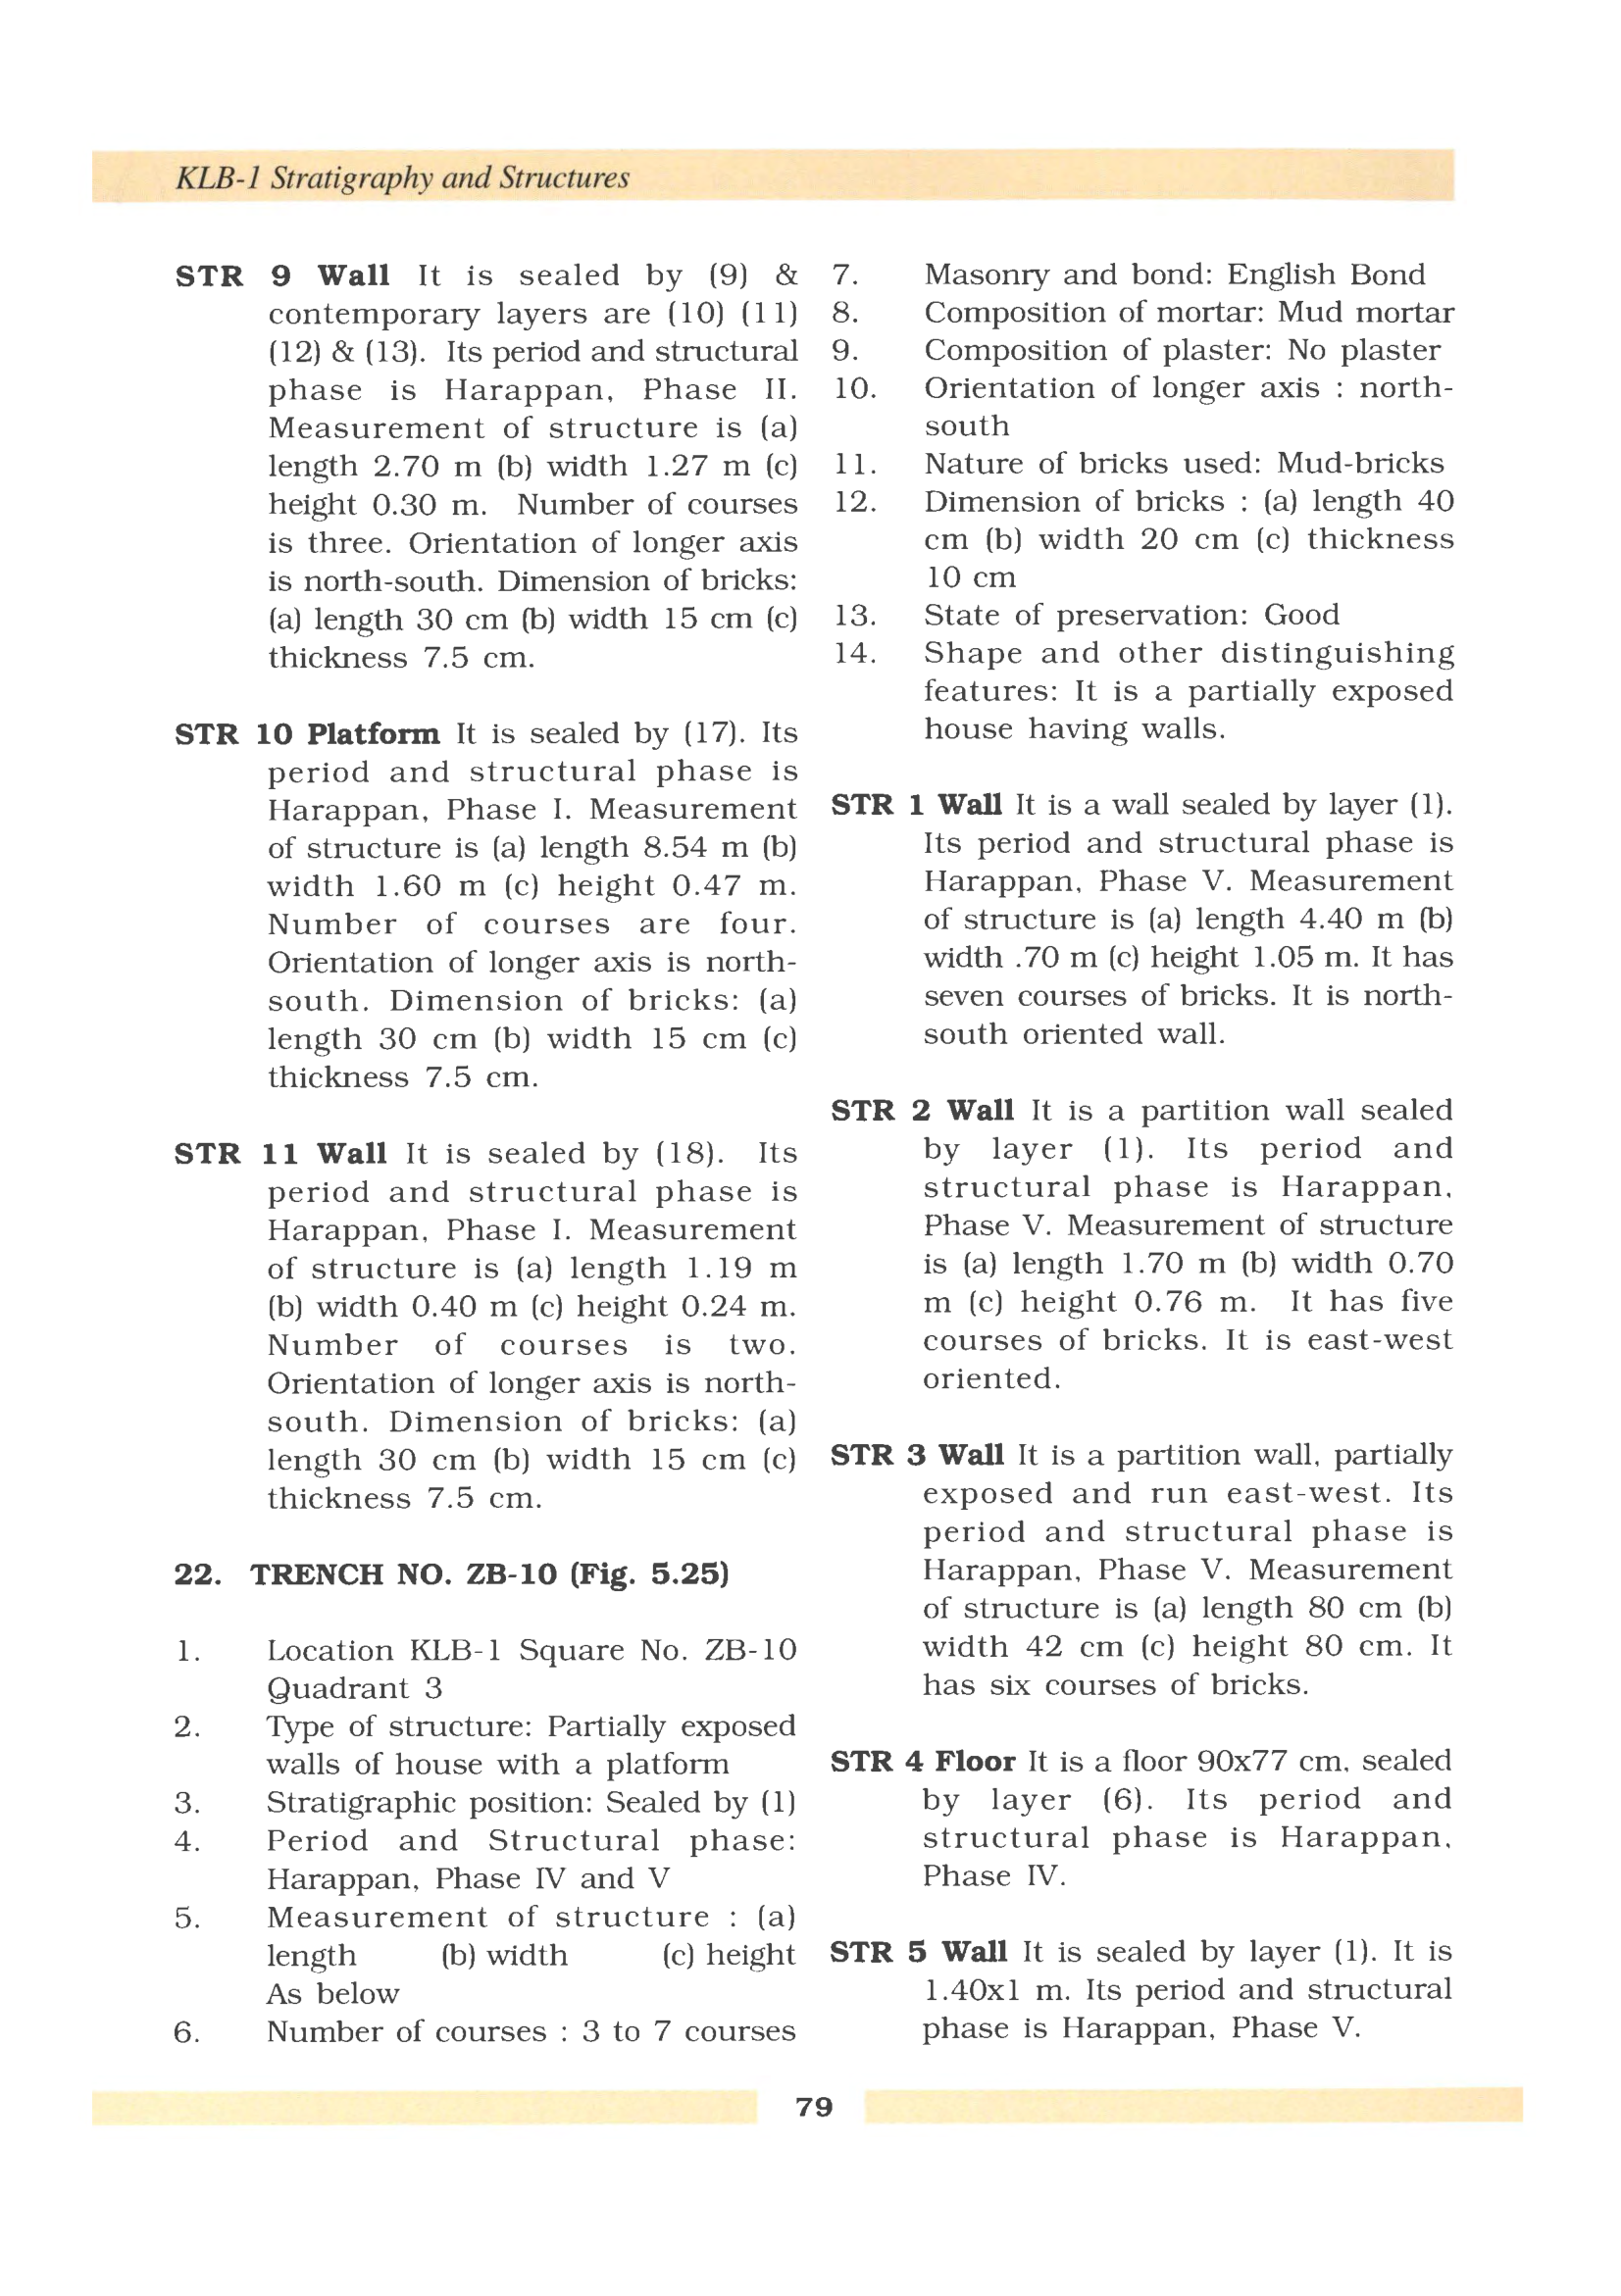 KLB-1 Stratigraphy and Structures
STR 9 Wall It is sealed by (9) &
contemporary layers are (10) (11)
(12) & (13). Its period and structural
phase is Harappan, Phase II.
Measurement of structure is (a)
length 2.70 m (b) width 1.27 m (c)
height 0.30 m. Number of courses
is three. Orientation of longer axis
is north-south. Dimension of bricks:
(a) length 30 cm (b) width 15 cm (c)
thickness 7.5 cm.
STR 10 Platform It is sealed by (17). Its
period and structural phase is
Harappan, Phase I. Measurement
of structure is (a) length 8.54 m (b)
width 1.60 m (c) height 0.47 m.
Number of courses are four.
Orientation of longer axis is north-
south. Dimension of bricks: (a)
length 30 cm (b) width 15 cm (c)
thickness 7.5 cm.
STR 11 Wall It is sealed by (18). Its
period and structural phase is
Harappan, Phase I. Measurement
of structure is (a) length 1.19 m
(b) width 0.40 m (c) height 0.24 m.
Number of courses is two.
Orientation of longer axis is north-
south. Dimension of bricks: (a)
length 30 cm (b) width 15 cm (c)
thickness 7.5 cm.
22. TRENCH NO. ZB-10 (Fig. 5.25)
1. Location KLB-1 Square No. ZB-10
Quadrant 3
2. Type of structure: Partially exposed
walls of house with a platform
3. Stratigraphic position: Sealed by (1)
4. Period and Structural phase:
Harappan, Phase IV and V
5. Measurement of structure : (a)
length (b) width (c) height
As below
6. Number of courses : 3 to 7 courses
7. Masonry and bond: English Bond
8. Composition of mortar: Mud mortar
9. Composition of plaster: No plaster
10. Orientation of longer axis : north-
south
11. Nature of bricks used: Mud-bricks
12. Dimension of bricks : (a) length 40
cm (b) width 20 cm (c) thickness
10 cm
13. State of preservation: Good
14. Shape and other distinguishing
features: It is a partially exposed
house having walls.
STR 1 Wall It is a wall sealed by layer (1).
Its period and structural phase is
Harappan, Phase V. Measurement
of structure is (a) length 4.40 m (b)
width .70 m (c) height 1.05 m. It has
seven courses of bricks. It is north-
south oriented wall.
STR 2 Wall It is a partition wall sealed
by layer (1). Its period and
structural phase is Harappan,
Phase V. Measurement of structure
is (a) length 1.70 m (b) width 0.70
m (c) height 0.76 m. It has five
courses of bricks. It is east-west
oriented.
STR 3 Wall It is a partition wall, partially
exposed and run east-west. Its
period and structural phase is
Harappan, Phase V. Measurement
of structure is (a) length 80 cm (b)
width 42 cm (c) height 80 cm. It
has six courses of bricks.
STR 4 Floor It is a floor 90x77 cm, sealed
by layer (6). Its period and
structural phase is Harappan,
Phase IV.
STR 5 Wall It is sealed by layer (1). It is
1.40x1 m. Its period and structural
phase is Harappan, Phase V.
79